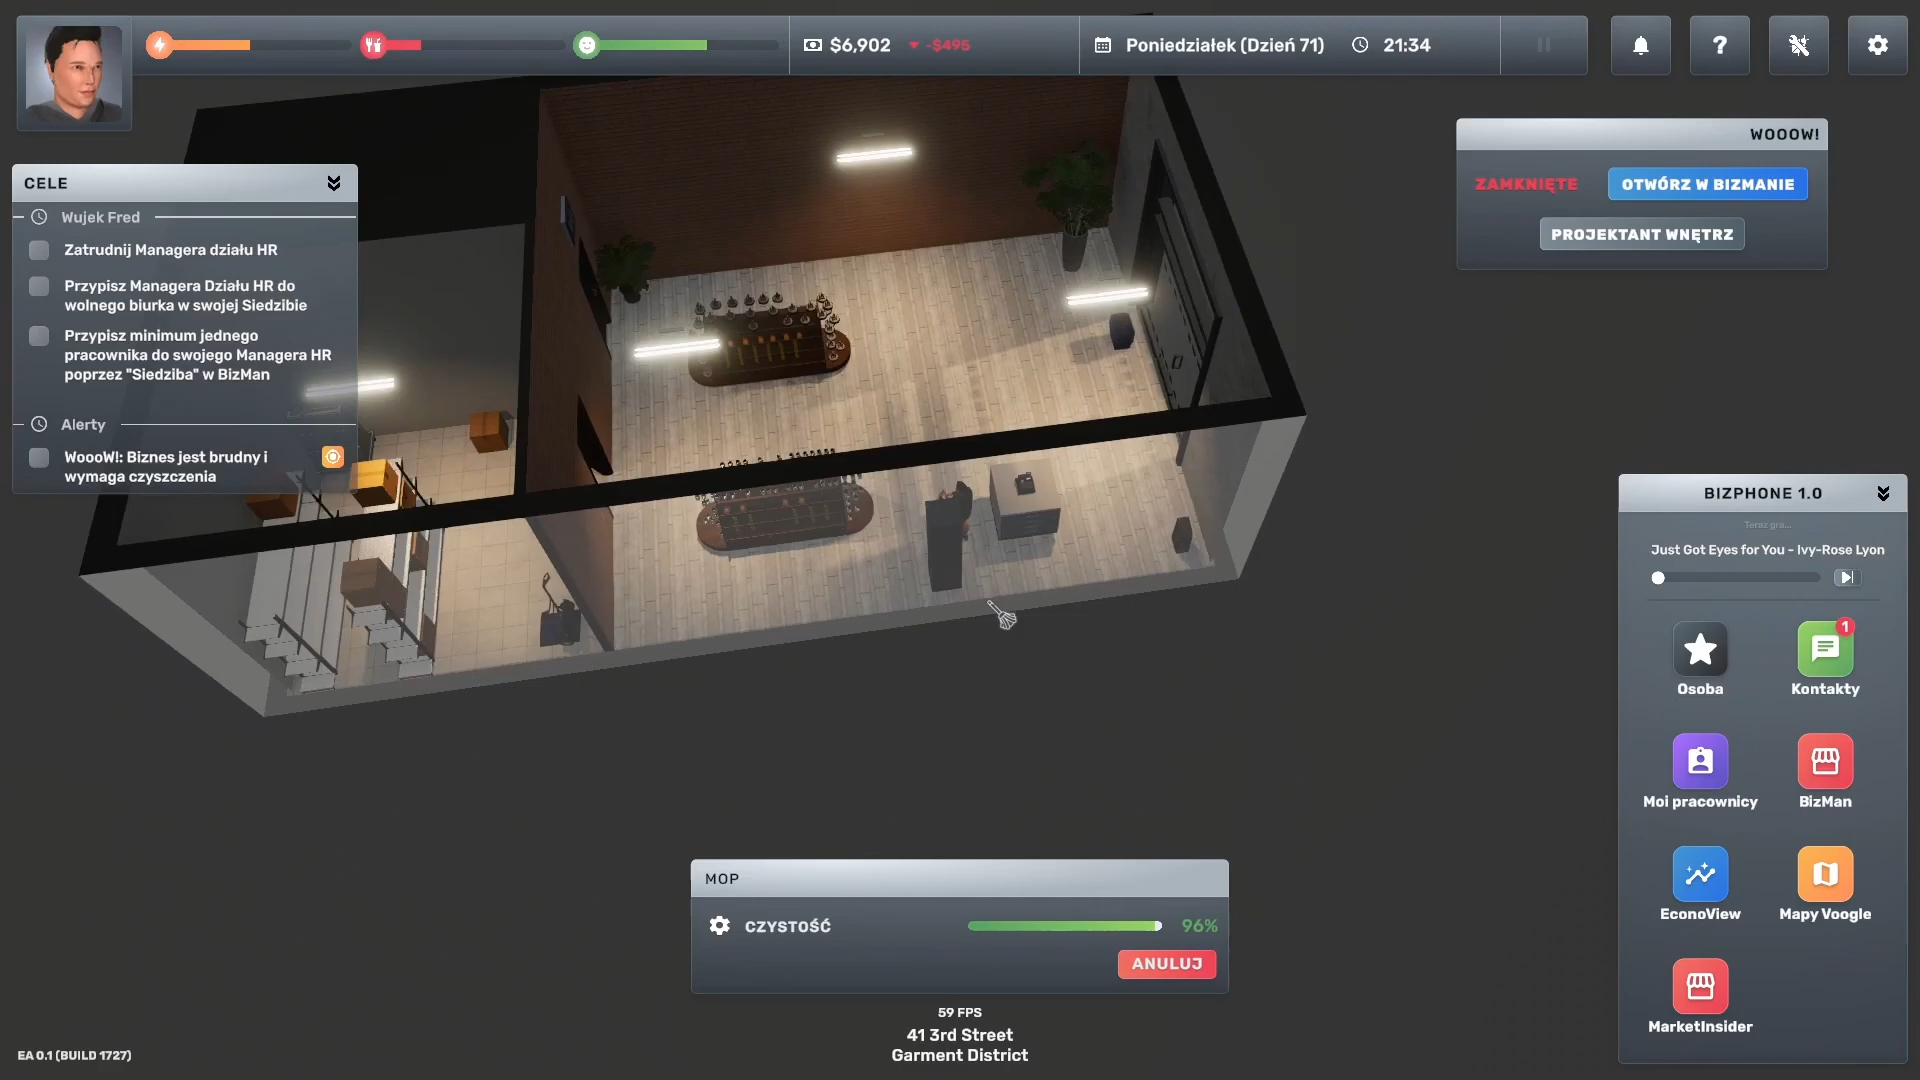 $6,902
-$495
Poniedziałek (Dzień 71)
21:34
?
WOOOW!
ZAMKNIĘTE
OTWÓRZ W BIZMANIE
PROJEKTANT WNĘTRZ
CELE
Wujek Fred
Zatrudnij Managera działu HR
Przypisz Managera Działu HR do
wolnego biurka w swojej Siedzibie
Przypisz minimum jednego
pracownika do swojego Managera HR
poprzez "Siedziba" w BizMan
Alerty
WoooW!: Biznes jest brudny i
wymaga czyszczenia
BIZPHONE 1.0
Teraz gra...
Just Got Eyes for You - Ivy-Rose Lyon
1
Osoba
Kontakty
Moi pracownicy
BizMan
EconoView
Mapy Voogle
MarketInsider
MOP
CZYSTOŚĆ
96%
ANULUJ
59 FPS
41 3rd Street
Garment District
EA 0.1 (BUILD 1727)